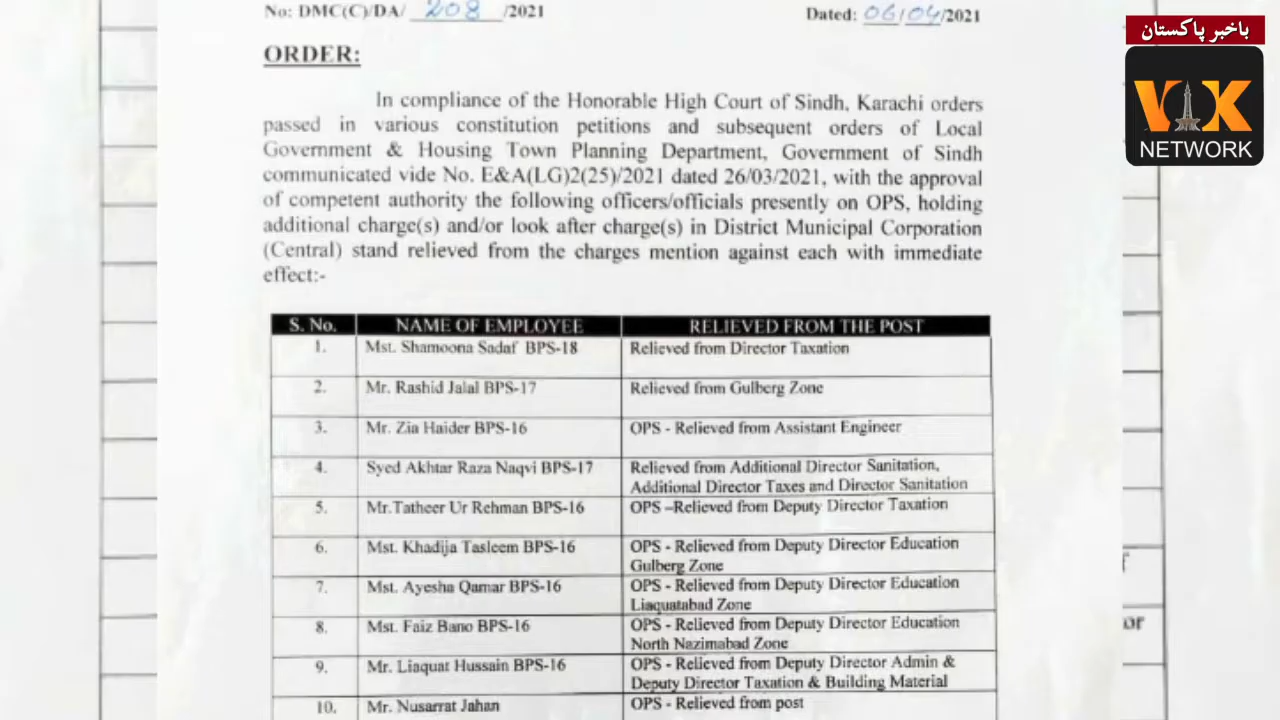 No: DMC(C)/DA/ 208 /2021
Dated: 06/04/2021
باخبر پاکستان
VK
NETWORK
ORDER:
In compliance of the Honorable High Court of Sindh, Karachi orders
passed in various constitution petitions and subsequent orders of Local
Government & Housing Town Planning Department, Government of Sindh
communicated vide No. E&A(LG)2(25)/2021 dated 26/03/2021, with the approval
of competent authority the following officers/officials presently on OPS, holding
additional charge(s) and/or look after charge(s) in District Municipal Corporation
(Central) stand relieved from the charges mention against each with immediate
effect:-
S. No. NAME OF EMPLOYEE RELIEVED FROM THE POST
1. Mst. Shamoona Sadaf BPS-18 Relieved from Director Taxation
2. Mr. Rashid Jalal BPS-17 Relieved from Gulberg Zone
3. Mr. Zia Haider BPS-16 OPS - Relieved from Assistant Engineer
4. Syed Akhtar Raza Naqvi BPS-17 Relieved from Additional Director Sanitation,
Additional Director Taxes and Director Sanitation
5. Mr.Tatheer Ur Rehman BPS-16 OPS –Relieved from Deputy Director Taxation
6. Mst. Khadija Tasleem BPS-16 OPS - Relieved from Deputy Director Education
Gulberg Zone
7. Mst. Ayesha Qamar BPS-16 OPS - Relieved from Deputy Director Education
Liaquatabad Zone
8. Mst. Faiz Bano BPS-16 OPS - Relieved from Deputy Director Education
North Nazimabad Zone
9. Mr. Liaquat Hussain BPS-16 OPS - Relieved from Deputy Director Admin &
Deputy Director Taxation & Building Material
10. Mr. Nusarrat Jahan OPS - Relieved from post
or